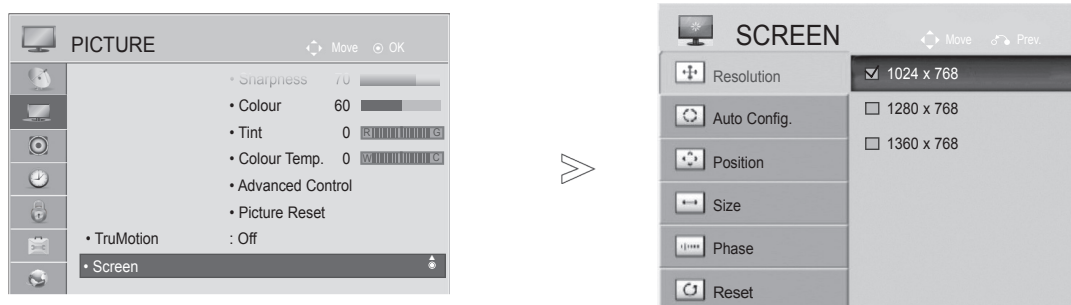 PICTURE
Move OK
• Sharpness 70
• Colour 60
• Tint 0 R G
• Colour Temp. 0 W C
• Advanced Control
• Picture Reset
• TruMotion : Off
• Screen
SCREEN
Move Prev.
Resolution
Auto Config.
Position
Size
Phase
Reset
1024 x 768
1280 x 768
1360 x 768